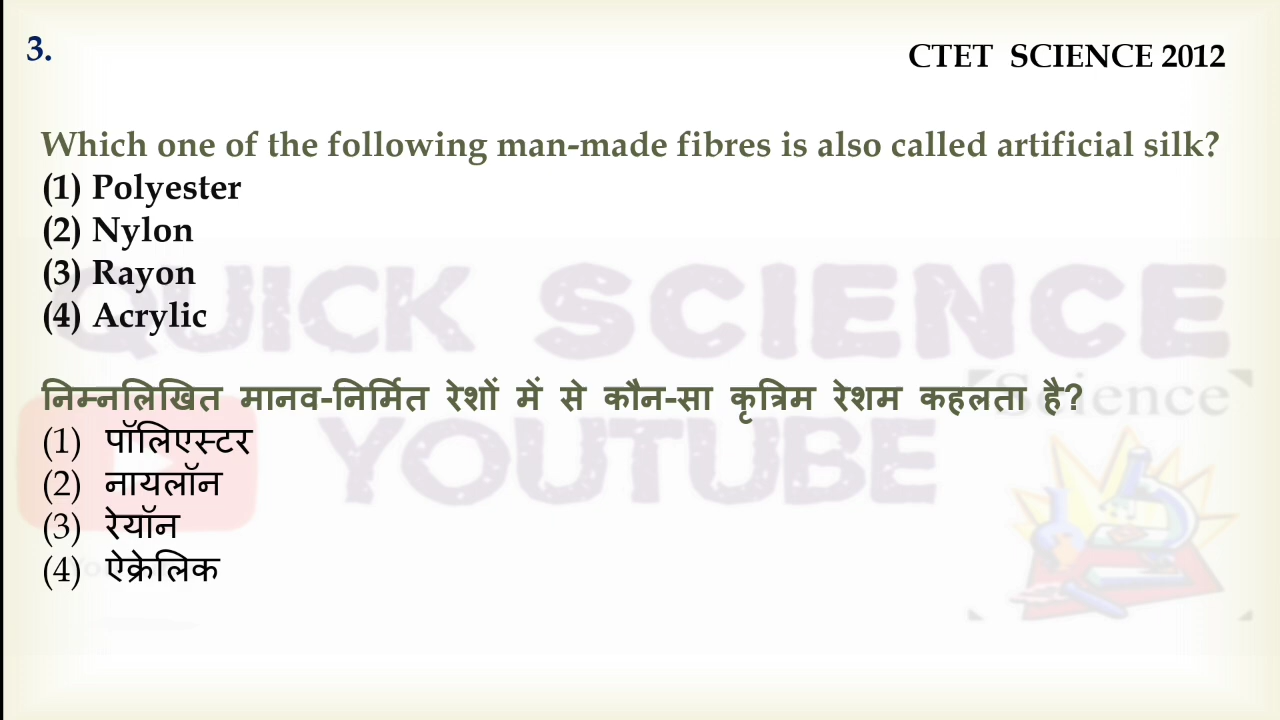 3.
CTET SCIENCE 2012
Which one of the following man-made fibres is also called artificial silk?
(1) Polyester
(2) Nylon
(3) Rayon
(4) Acrylic
QUICK SCIENCE
निम्नलिखित मानव-निर्मित रेशों में से कौन-सा कृत्रिम रेशम कहलता है?
Science
(1) पॉलिएस्टर
YOUTUBE
(2) नायलॉन
(3) रेयॉन
(4) ऐक्रेलिक